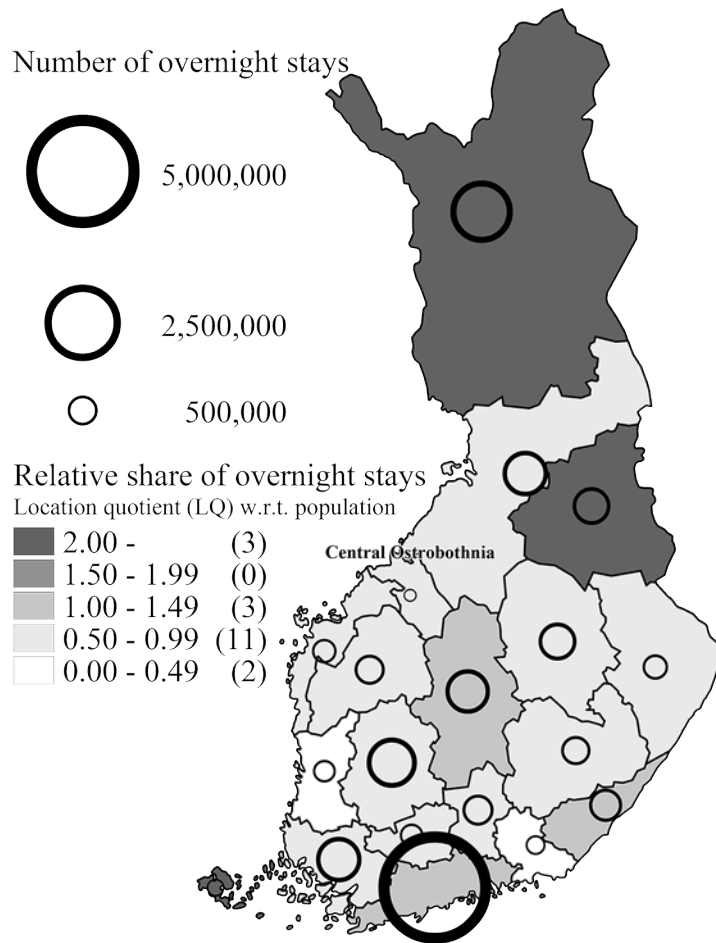 Number of overnight stays
5,000,000
2,500,000
500,000
Relative share of overnight stays
Location quotient (LQ) w.r.t. population
2.00 - (3)
1.50 - 1.99 (0)
1.00 - 1.49 (3)
0.50 - 0.99 (11)
0.00 - 0.49 (2)
Central Ostrobothnia